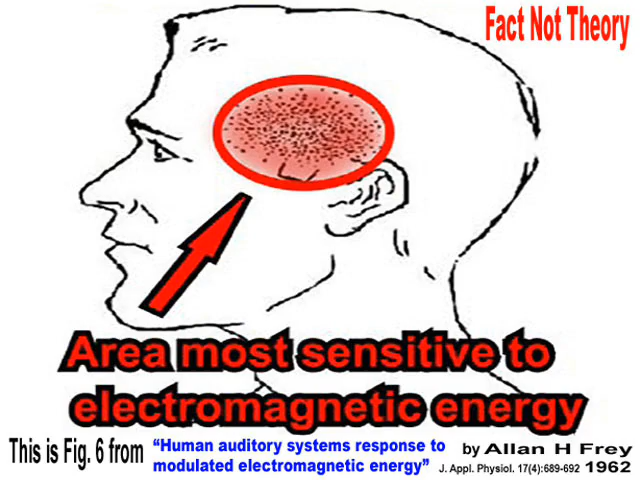 Fact Not Theory
Area most sensitive to
electromagnetic energy
This is Fig. 6 from "Human auditory systems response to by Allan H Frey
modulated electromagnetic energy" J. Appl. Physiol. 17(4):689-692 1962